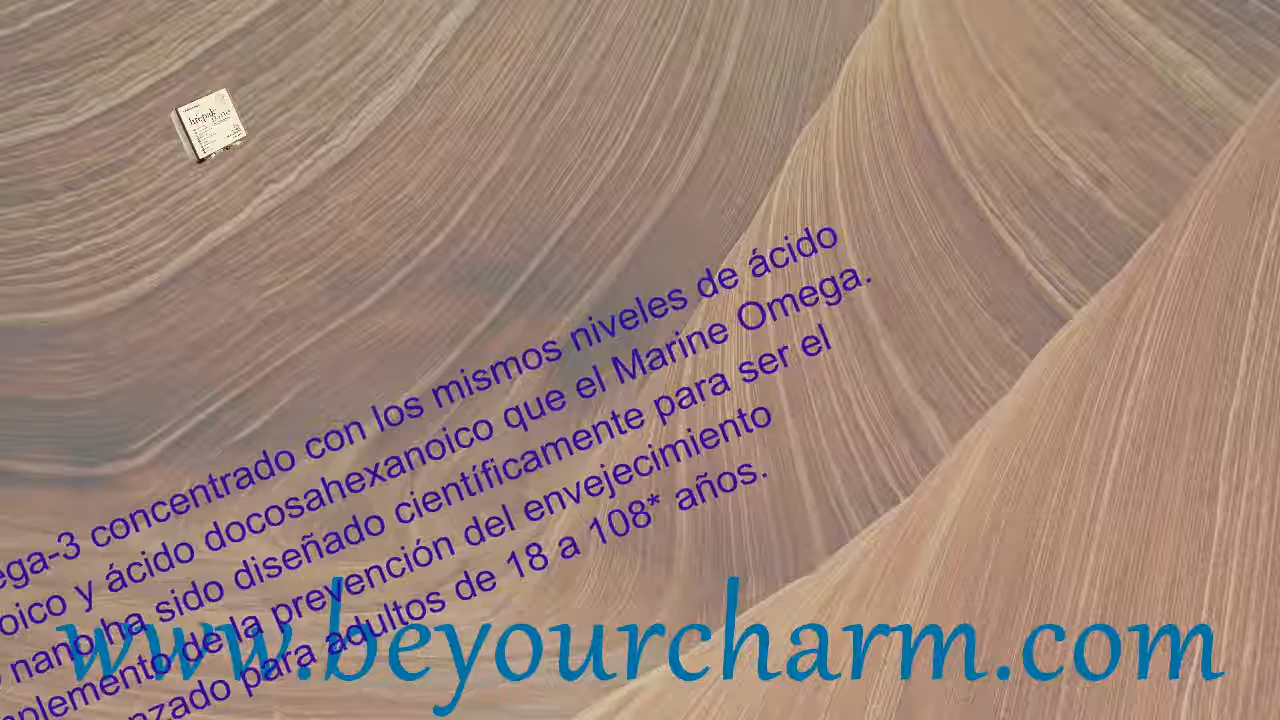 ega-3 concentrado con los mismos niveles de ácido
oico y ácido docosahexanoico que el Marine Omega.
nano ha sido diseñado científicamente para ser el
plemento de la prevención del envejecimiento
nzado para adultos de 18 a 108* años.
www.beyourcharm.com